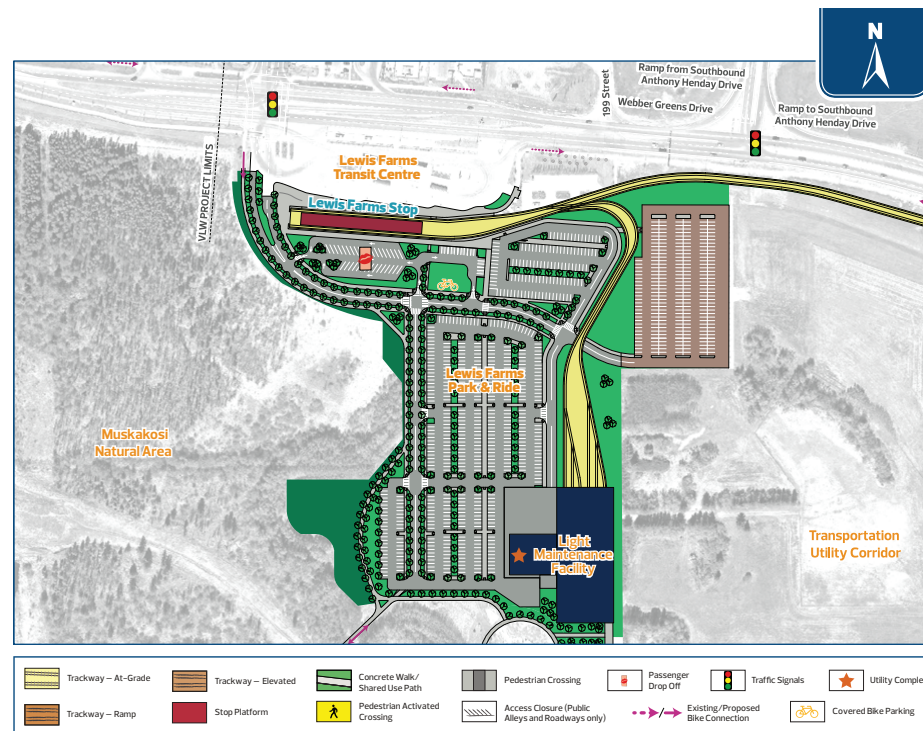 N
Ramp from Southbound
Anthony Henday Drive
199 Street
Webber Greens Drive
Ramp to Southbound
Anthony Henday Drive
VLW PROJECT LIMITS
Lewis Farms
Transit Centre
Lewis Farms Stop
Lewis Farms
Park & Ride
Muskakosi
Natural Area
Light
Maintenance
Facility
Transportation
Utility Corridor
Trackway – At-Grade
Trackway – Elevated
Concrete Walk/
Shared Use Path
Pedestrian Crossing
Passenger
Drop Off
Traffic Signals
Utility Comple
Trackway – Ramp
Stop Platform
Pedestrian Activated
Crossing
Access Closure (Public
Alleys and Roadways only)
Existing/Proposed
Bike Connection
Covered Bike Parking